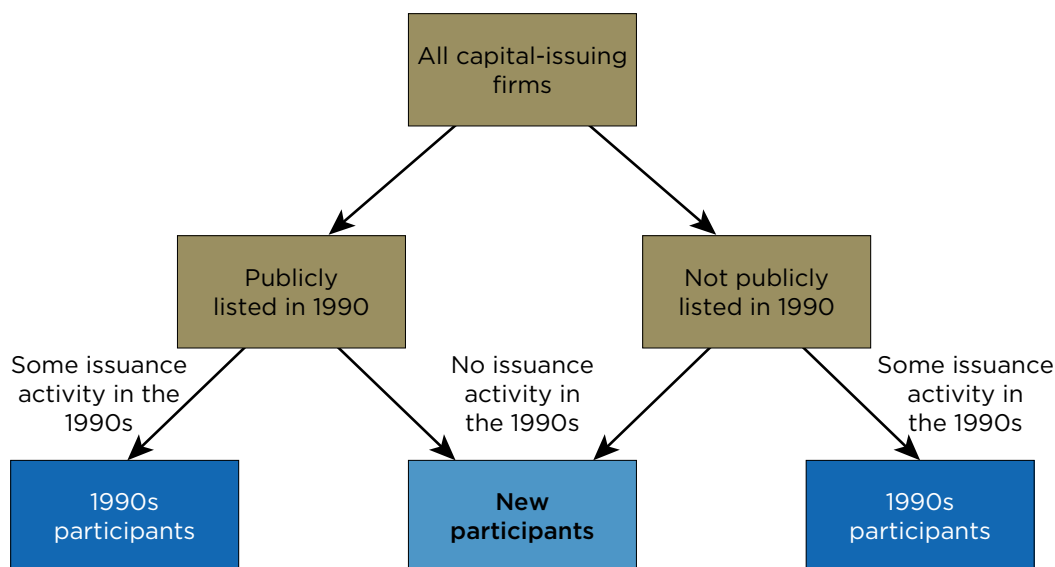 All capital-issuing
firms
Publicly
listed in 1990
Not publicly
listed in 1990
Some issuance
activity in the
1990s
No issuance
activity in
the 1990s
Some issuance
activity in
the 1990s
1990s
participants
New
participants
1990s
participants